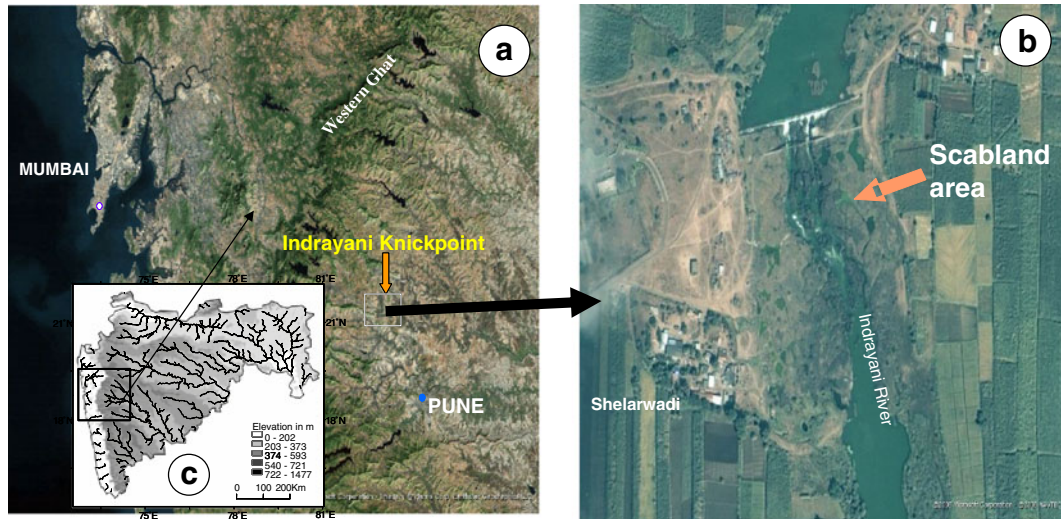 a
Western Ghat
MUMBAI
Indrayani Knickpoint
PUNE
75°E
78°E
81°E
21°N
21°N
18°N
18°N
Elevation in m
0 - 202
203 - 373
374 - 593
540 - 721
722 - 1477
0 100 200Km
c
75°E
78°E
81°E
b
Scabland
area
Indrayani River
Shelarwadi